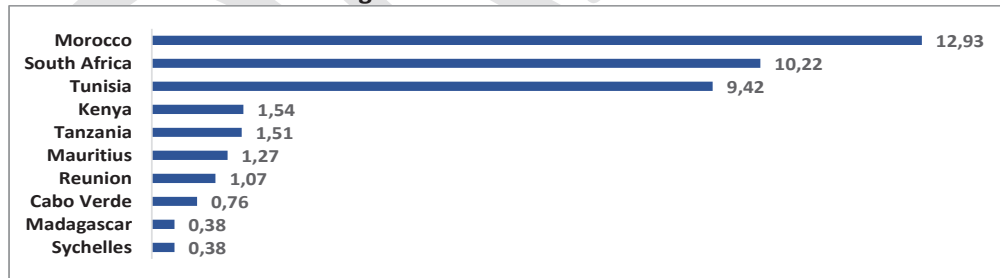 Morocco 12,93
South Africa 10,22
Tunisia 9,42
Kenya 1,54
Tanzania 1,51
Mauritius 1,27
Reunion 1,07
Cabo Verde 0,76
Madagascar 0,38
Sychelles 0,38